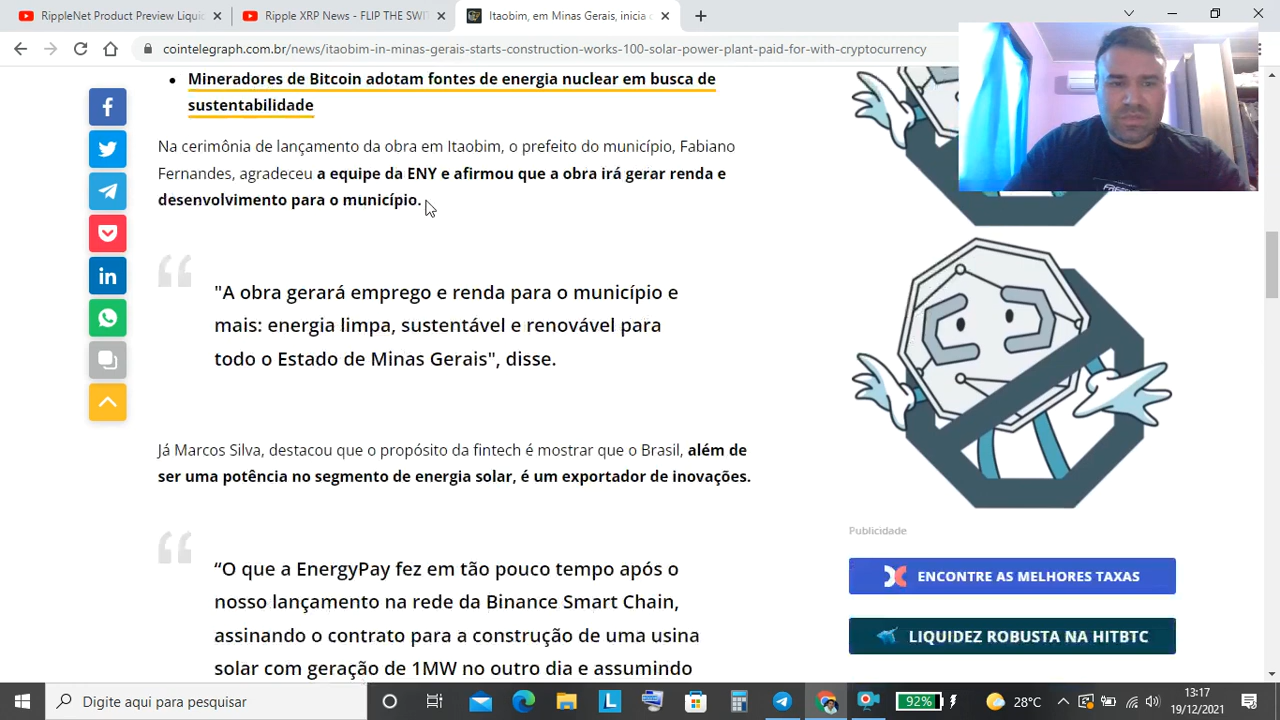 RippleNet Product Preview Liqui
Ripple XRP News - FLIP THE SWI
Itaobim, em Minas Gerais, inicia c
cointelegraph.com.br/news/itaobim-in-minas-gerais-starts-construction-works-100-solar-power-plant-paid-for-with-cryptocurrency
Mineradores de Bitcoin adotam fontes de energia nuclear em busca de
sustentabilidade
Na cerimônia de lançamento da obra em Itaobim, o prefeito do município, Fabiano
Fernandes, agradeceu a equipe da ENY e afirmou que a obra irá gerar renda e
desenvolvimento para o município.
"A obra gerará emprego e renda para o município e
mais: energia limpa, sustentável e renovável para
todo o Estado de Minas Gerais", disse.
Já Marcos Silva, destacou que o propósito da fintech é mostrar que o Brasil, além de
ser uma potência no segmento de energia solar, é um exportador de inovações.
“O que a EnergyPay fez em tão pouco tempo após o
nosso lançamento na rede da Binance Smart Chain,
assinando o contrato para a construção de uma usina
solar com geração de 1MW no outro dia e assumindo
Publicidade
ENCONTRE AS MELHORES TAXAS
LIQUIDEZ ROBUSTA NA HITBTC
Digite aqui para pesquisar
92%
28°C
13:17
19/12/2021